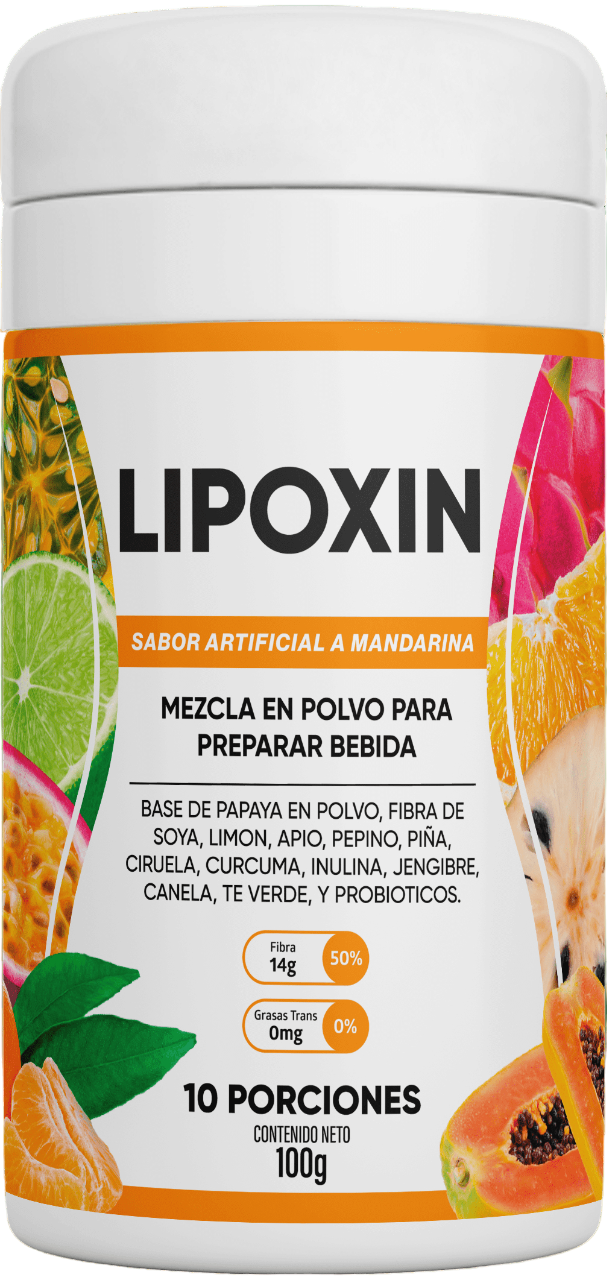 LIPOXIN
SABOR ARTIFICIAL A MANDARINA
MEZCLA EN POLVO PARA
PREPARAR BEBIDA
BASE DE PAPAYA EN POLVO, FIBRA DE
SOYA, LIMON, APIO, PEPINO, PIÑA,
CIRUELA, CURCUMA, INULINA, JENGIBRE,
CANELA, TE VERDE, Y PROBIOTICOS.
Fibra
14g
50%
Grasas Trans
0mg
0%
10 PORCIONES
CONTENIDO NETO
100g